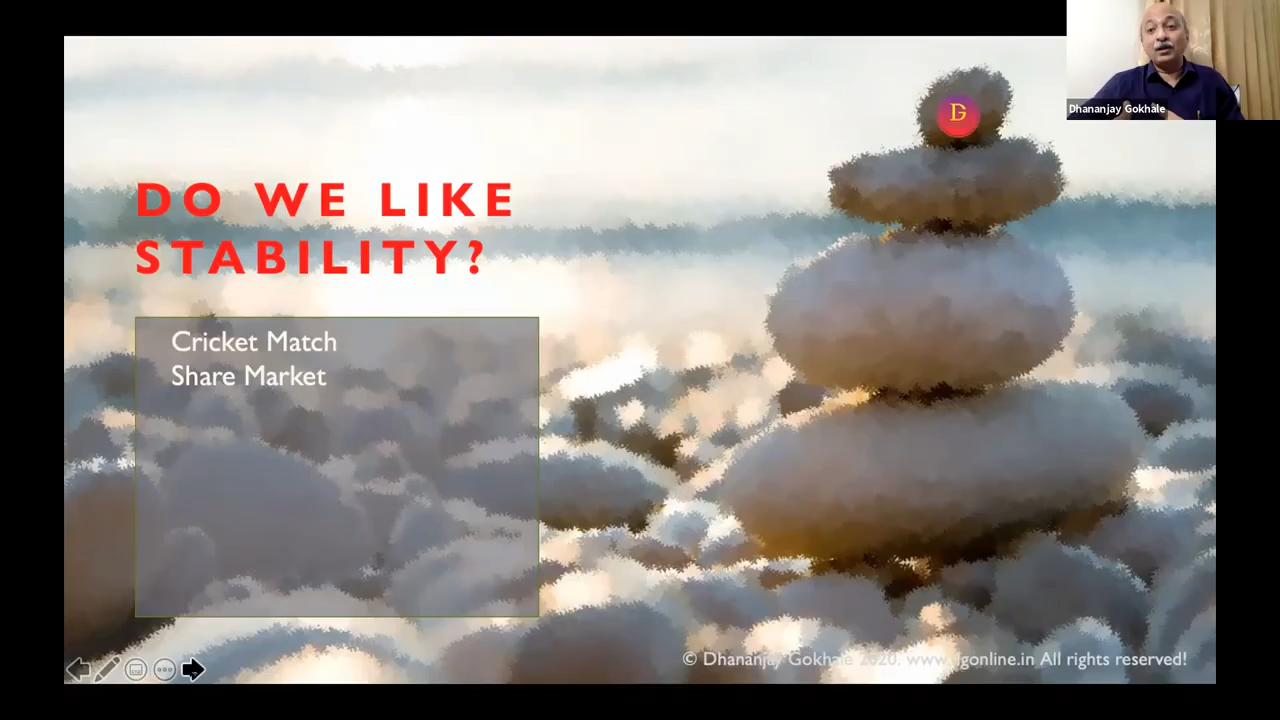 DO WE LIKE
STABILITY?
Cricket Match
Share Market
© Dhananjay Gokhale 2020. www.dgonline.in All rights reserved!
Dhananjay Gokhale
DG